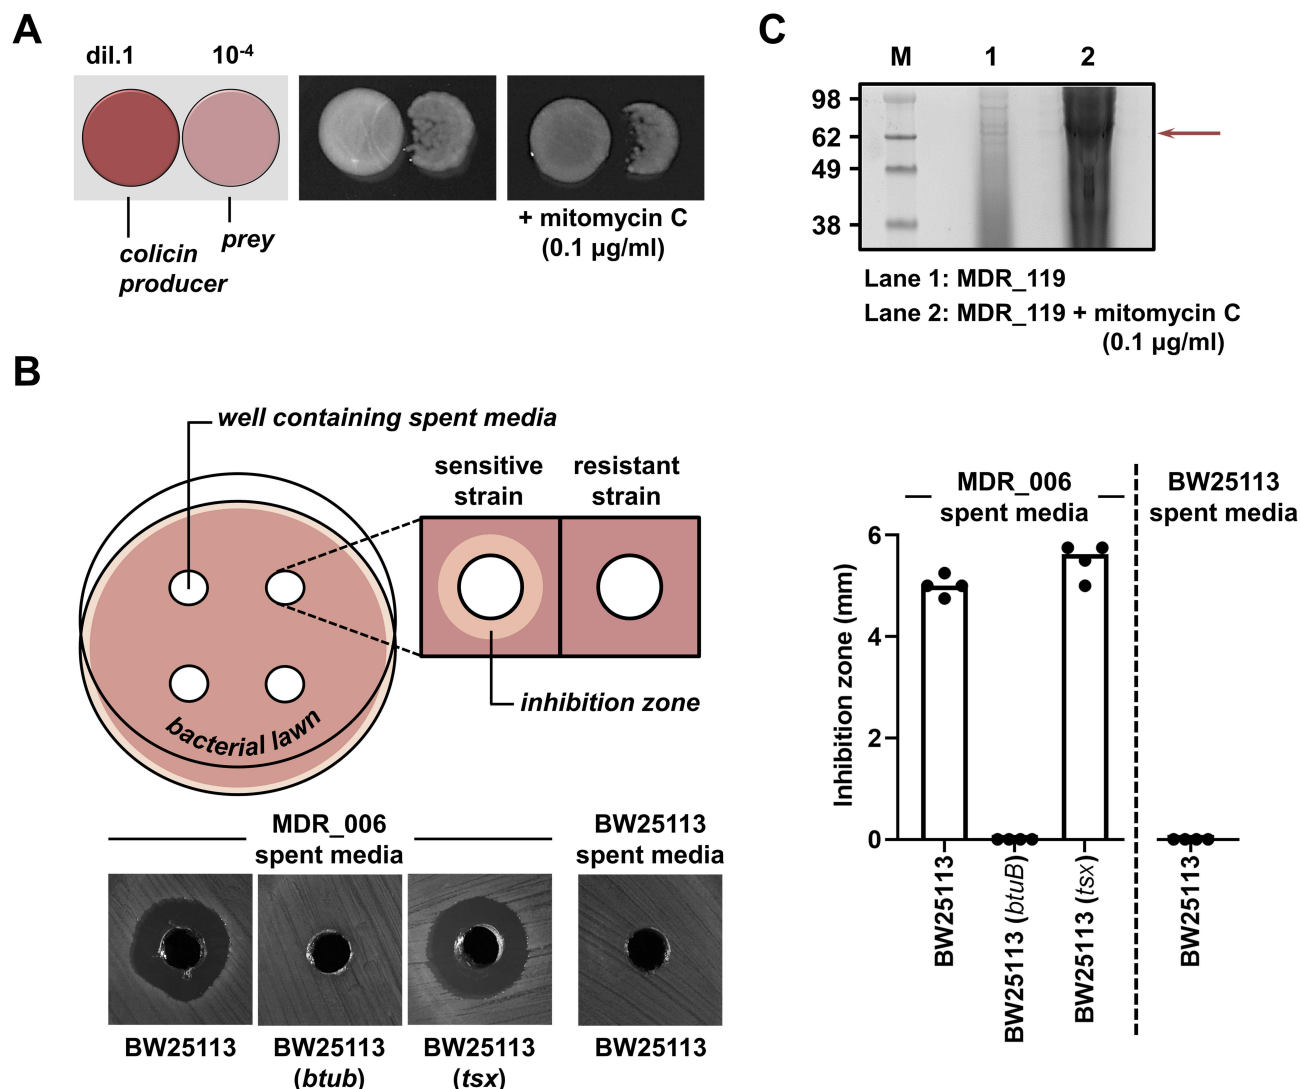 A
dil.1
10-4
colicin
producer
prey
+ mitomycin C
(0.1 µg/ml)
C
M
1
2
98
62
49
38
Lane 1: MDR_119
Lane 2: MDR_119 + mitomycin C
(0.1 µg/ml)
B
well containing spent media
sensitive
strain
resistant
strain
inhibition zone
bacterial lawn
MDR_006
spent media
BW25113
spent media
BW25113
BW25113
(btub)
BW25113
(tsx)
BW25113
MDR_006
spent media
BW25113
spent media
Inhibition zone (mm)
6
4
2
0
BW25113
BW25113 (btuB)
BW25113 (tsx)
BW25113